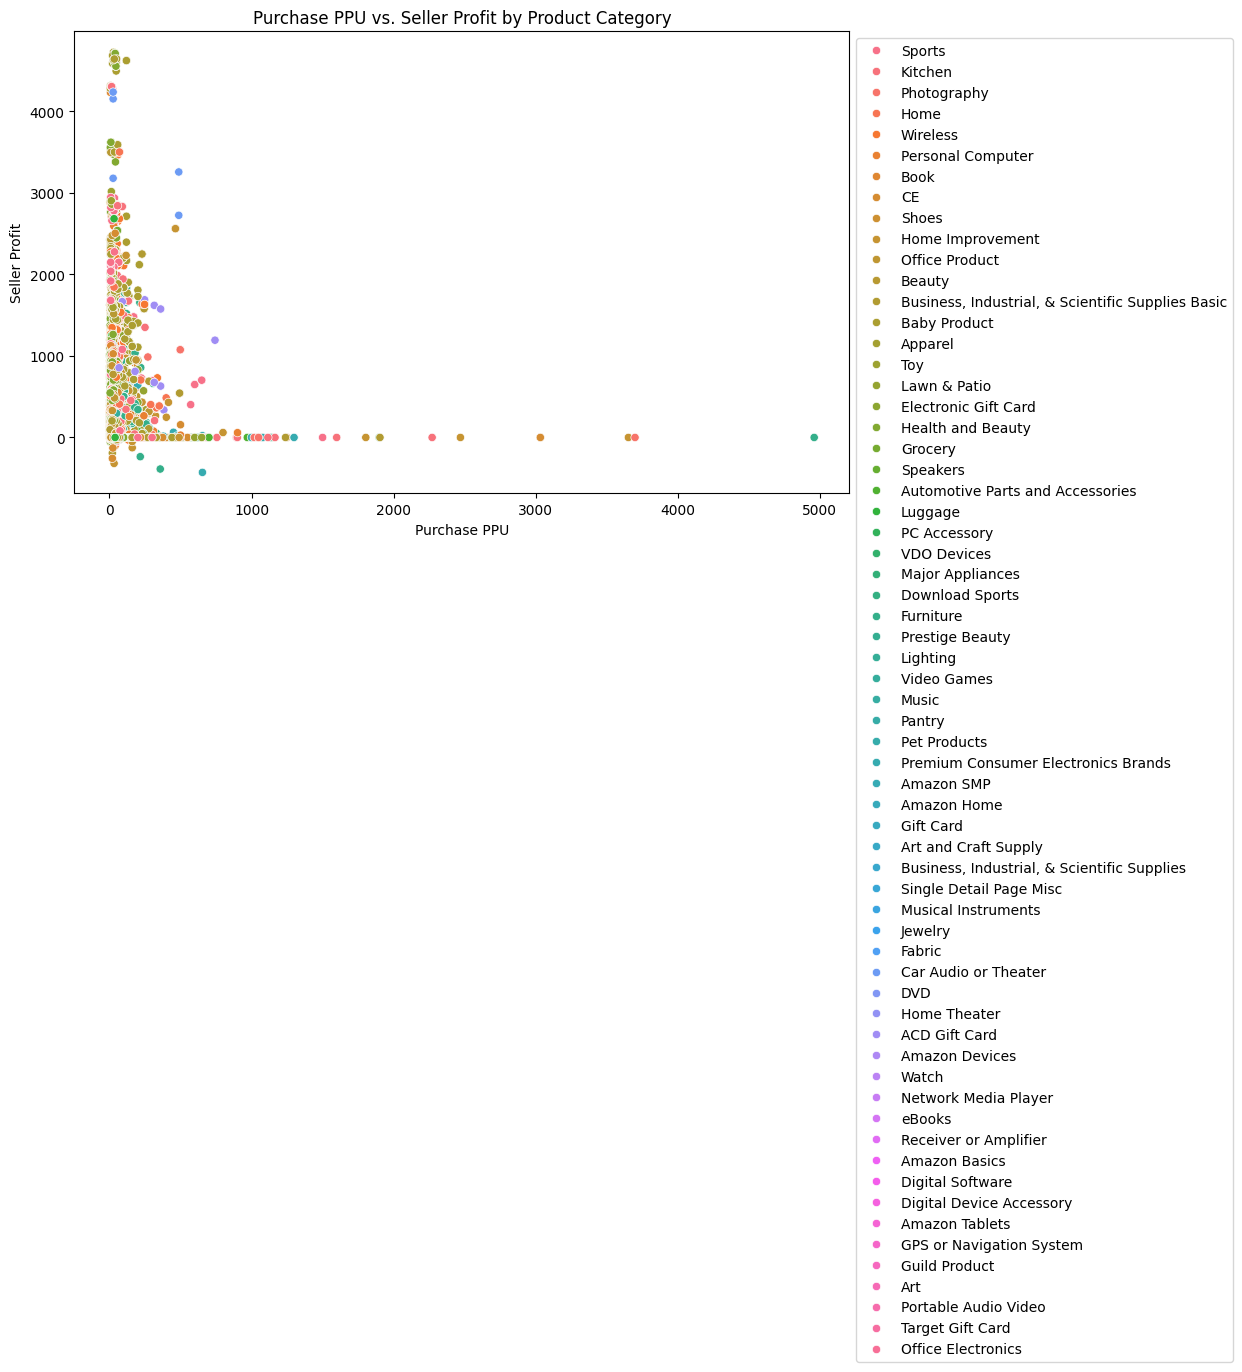 Purchase PPU vs. Seller Profit by Product Category
Seller Profit
4000
3000
2000
1000
0
0
1000
2000
3000
4000
5000
Purchase PPU
Sports
Kitchen
Photography
Home
Wireless
Personal Computer
Book
CE
Shoes
Home Improvement
Office Product
Beauty
Business, Industrial, & Scientific Supplies Basic
Baby Product
Apparel
Toy
Lawn & Patio
Electronic Gift Card
Health and Beauty
Grocery
Speakers
Automotive Parts and Accessories
Luggage
PC Accessory
VDO Devices
Major Appliances
Download Sports
Furniture
Prestige Beauty
Lighting
Video Games
Music
Pantry
Pet Products
Premium Consumer Electronics Brands
Amazon SMP
Amazon Home
Gift Card
Art and Craft Supply
Business, Industrial, & Scientific Supplies
Single Detail Page Misc
Musical Instruments
Jewelry
Fabric
Car Audio or Theater
DVD
Home Theater
ACD Gift Card
Amazon Devices
Watch
Network Media Player
eBooks
Receiver or Amplifier
Amazon Basics
Digital Software
Digital Device Accessory
Amazon Tablets
GPS or Navigation System
Guild Product
Art
Portable Audio Video
Target Gift Card
Office Electronics